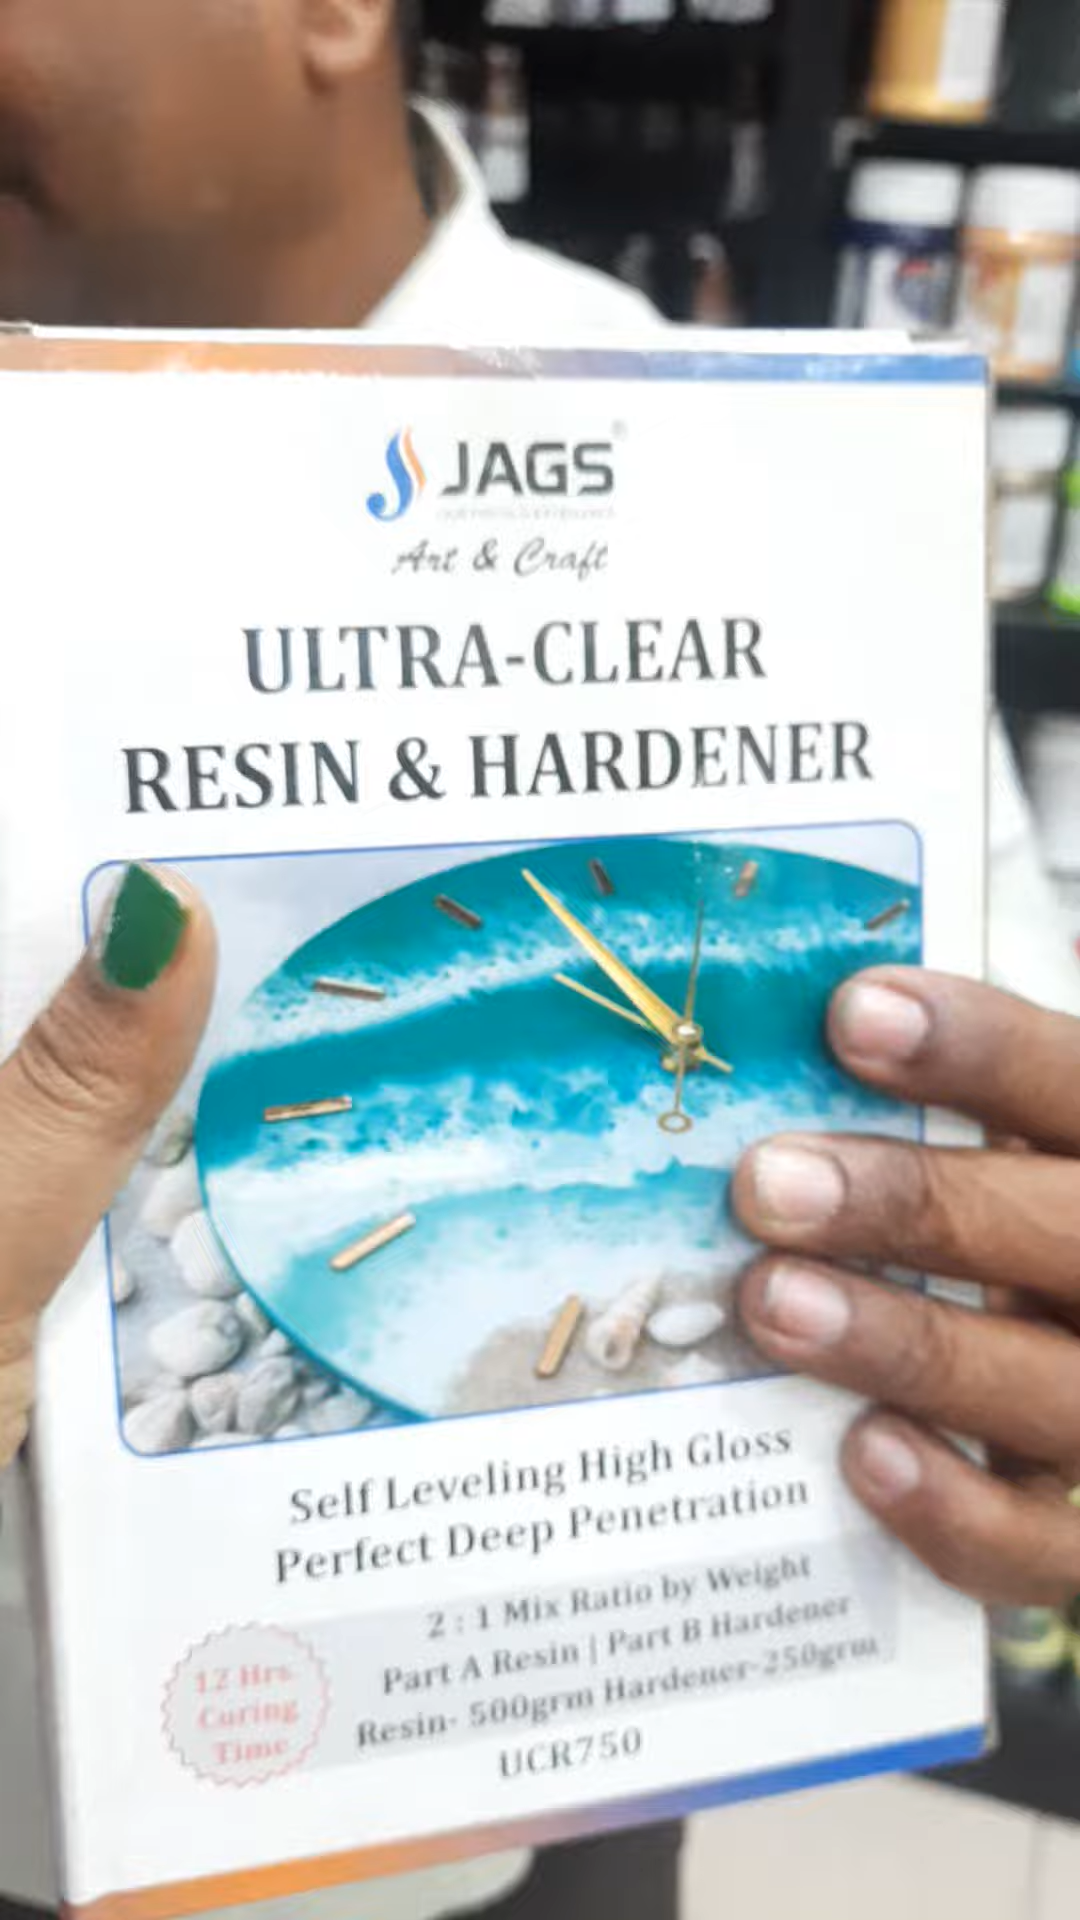 JAGS
Art & Craft
ULTRA-CLEAR
RESIN & HARDENER
Self Leveling High Gloss
Perfect Deep Penetration
2 : 1 Mix Ratio by Weight
Part A Resin | Part B Hardener
Resin- 500grm Hardener-250grm
12 Hrs.
Curing
Time
UCR750